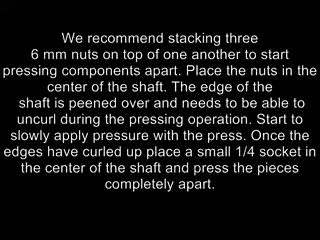 We recommend stacking three
6 mm nuts on top of one another to start
pressing components apart. Place the nuts in the
center of the shaft. The edge of the
shaft is peened over and needs to be able to
uncurl during the pressing operation. Start to
slowly apply pressure with the press. Once the
edges have curled up place a small 1/4 socket in
the center of the shaft and press the pieces
completely apart.